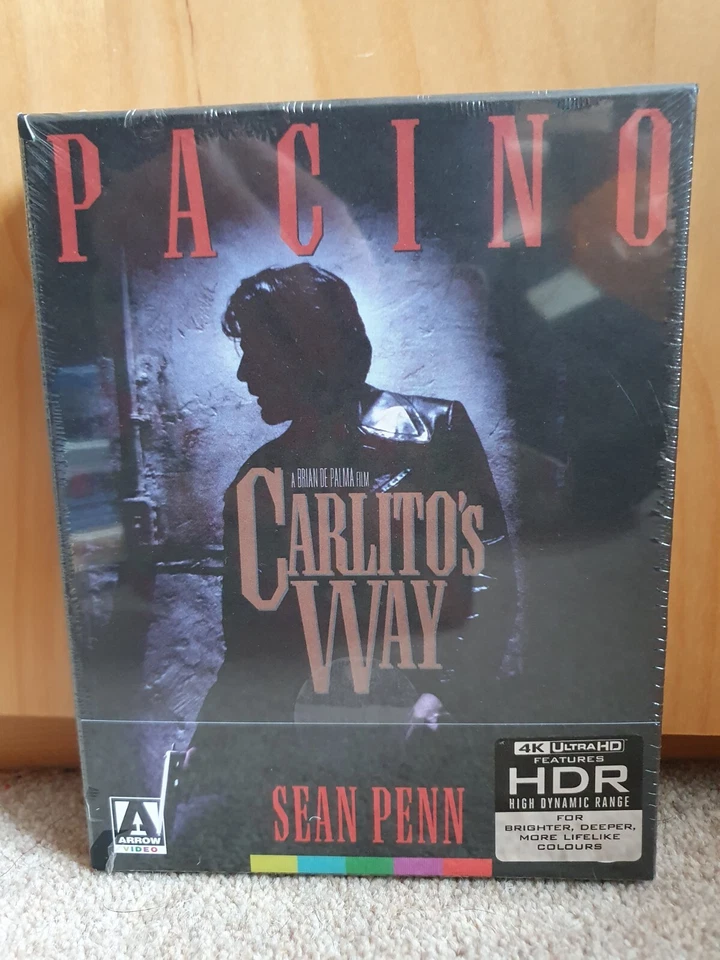 PACINO
A BRIAN DE PALMA FILM
CARLITO'S
WAY
SEAN PENN
A
ARROW
VIDEO
4K ULTRA HD
FEATURES
HDR
HIGH DYNAMIC RANGE
FOR
BRIGHTER, DEEPER,
MORE LIFELIKE
COLOURS